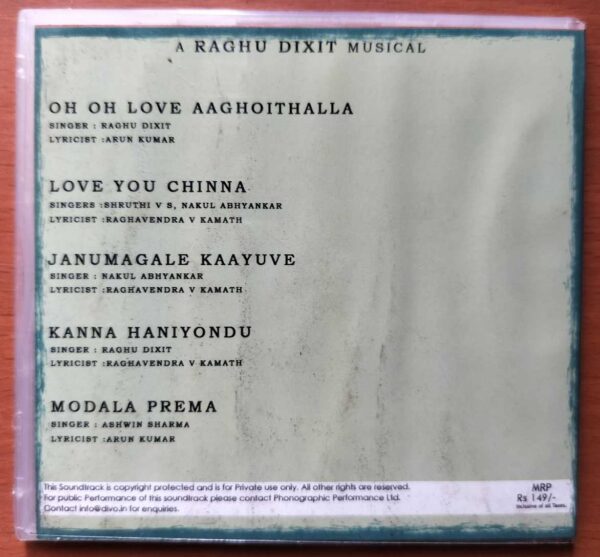 A RAGHU DIXIT MUSICAL
OH OH LOVE AAGHOITHALLA
SINGER : RAGHU DIXIT
LYRICIST :ARUN KUMAR
LOVE YOU CHINNA
SINGERS :SHRUTHI V S, NAKUL ABHYANKAR
LYRICIST :RAGHAVENDRA V KAMATH
JANUMAGALE KAAYUVE
SINGER : NAKUL ABHYANKAR
LYRICIST :RAGHAVENDRA V KAMATH
KANNA HANIYONDU
SINGER : RAGHU DIXIT
LYRICIST :RAGHAVENDRA V KAMATH
MODALA PREMA
SINGER : ASHWIN SHARMA
LYRICIST :ARUN KUMAR
This Soundtrack is copyright protected and is for Private use only. All other rights are reserved.
For public Performance of this soundtrack please contact Phonographic Performance Ltd.
Contact info@divo.in for enquiries.
MRP
Rs 149/-
Inclusive of all Taxes.